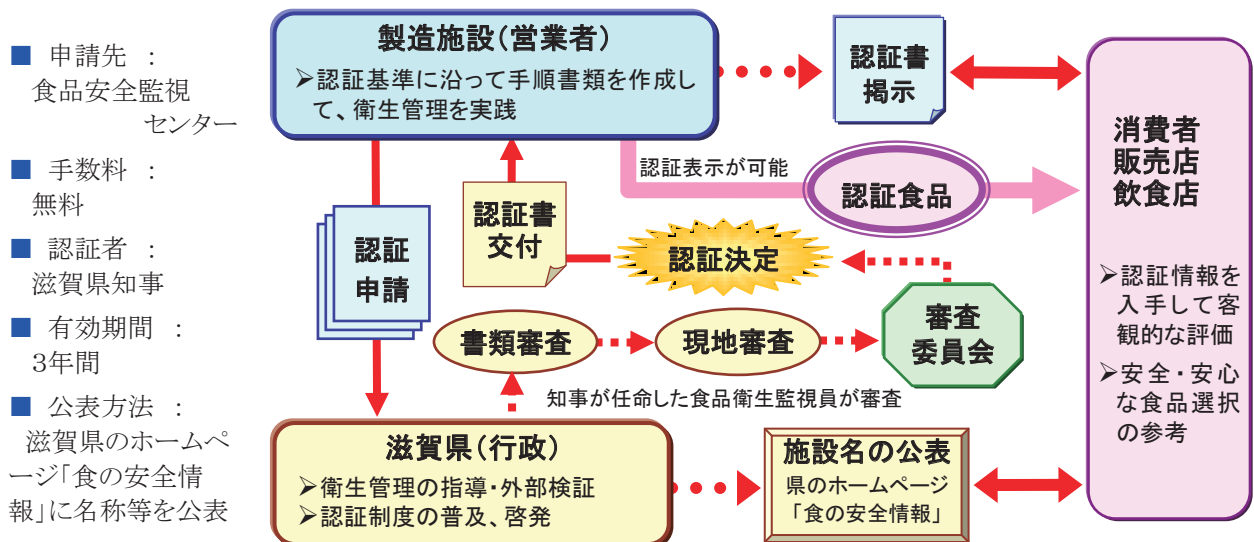 ■ 申請先 ：
食品安全監視
センター
■ 手数料 ：
無料
■ 認証者 ：
滋賀県知事
■ 有効期間 ：
3年間
■ 公表方法 ：
滋賀県のホームペ
ージ「食の安全情
報」に名称等を公表
製造施設（営業者）
➢認証基準に沿って手順書類を作成し
て、衛生管理を実践
認証書
掲示
認証表示が可能
認証食品
認証
申請
認証書
交付
認証決定
書類審査
現地審査
審査
委員会
知事が任命した食品衛生監視員が審査
滋賀県（行政）
➢衛生管理の指導・外部検証
➢認証制度の普及、啓発
施設名の公表
県のホームページ
「食の安全情報」
消費者
販売店
飲食店
➢認証情報を
入手して客
観的な評価
➢安全・安心
な食品選択
の参考